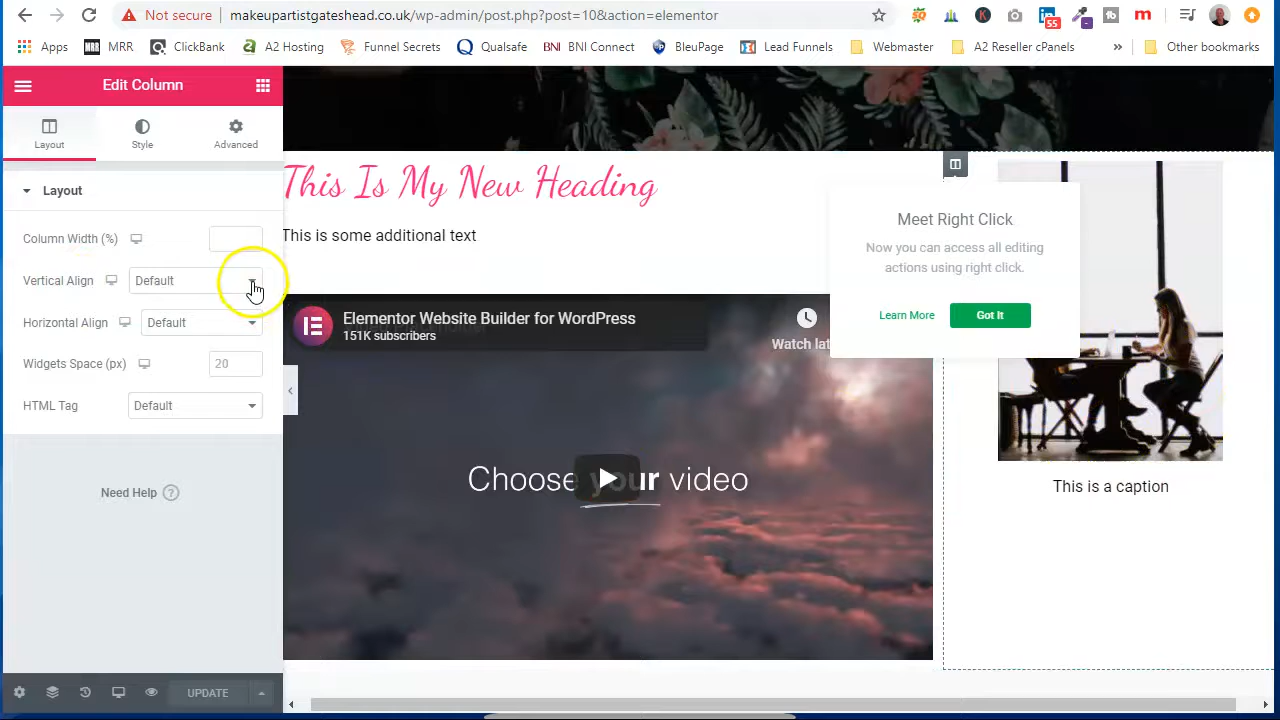 Not secure
makeupartistgateshead.co.uk/wp-admin/post.php?post=10&action=elementor
55
Apps
MRR MRR
ClickBank
A2 Hosting
Funnel Secrets
Qualsafe
BNI BNI Connect
BleuPage
Lead Funnels
Webmaster
A2 Reseller cPanels
»
Other bookmarks
Edit Column
Layout
Style
Advanced
Layout
Column Width (%)
Vertical Align
Default
Horizontal Align
Default
Widgets Space (px)
20
HTML Tag
Default
Need Help ?
UPDATE
This Is My New Heading
This is some additional text
Elementor Website Builder for WordPress
151K subscribers
Watch lat
Choose your video
Meet Right Click
Now you can access all editing
actions using right click.
Learn More
Got It
This is a caption